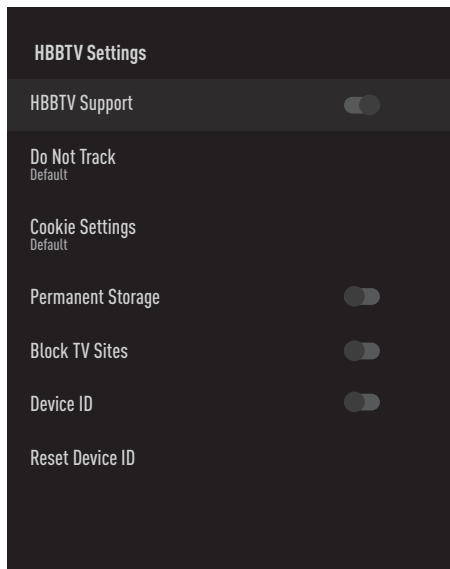 HBBTV Settings
HBBTV Support
Do Not Track
Default
Cookie Settings
Default
Permanent Storage
Block TV Sites
Device ID
Reset Device ID